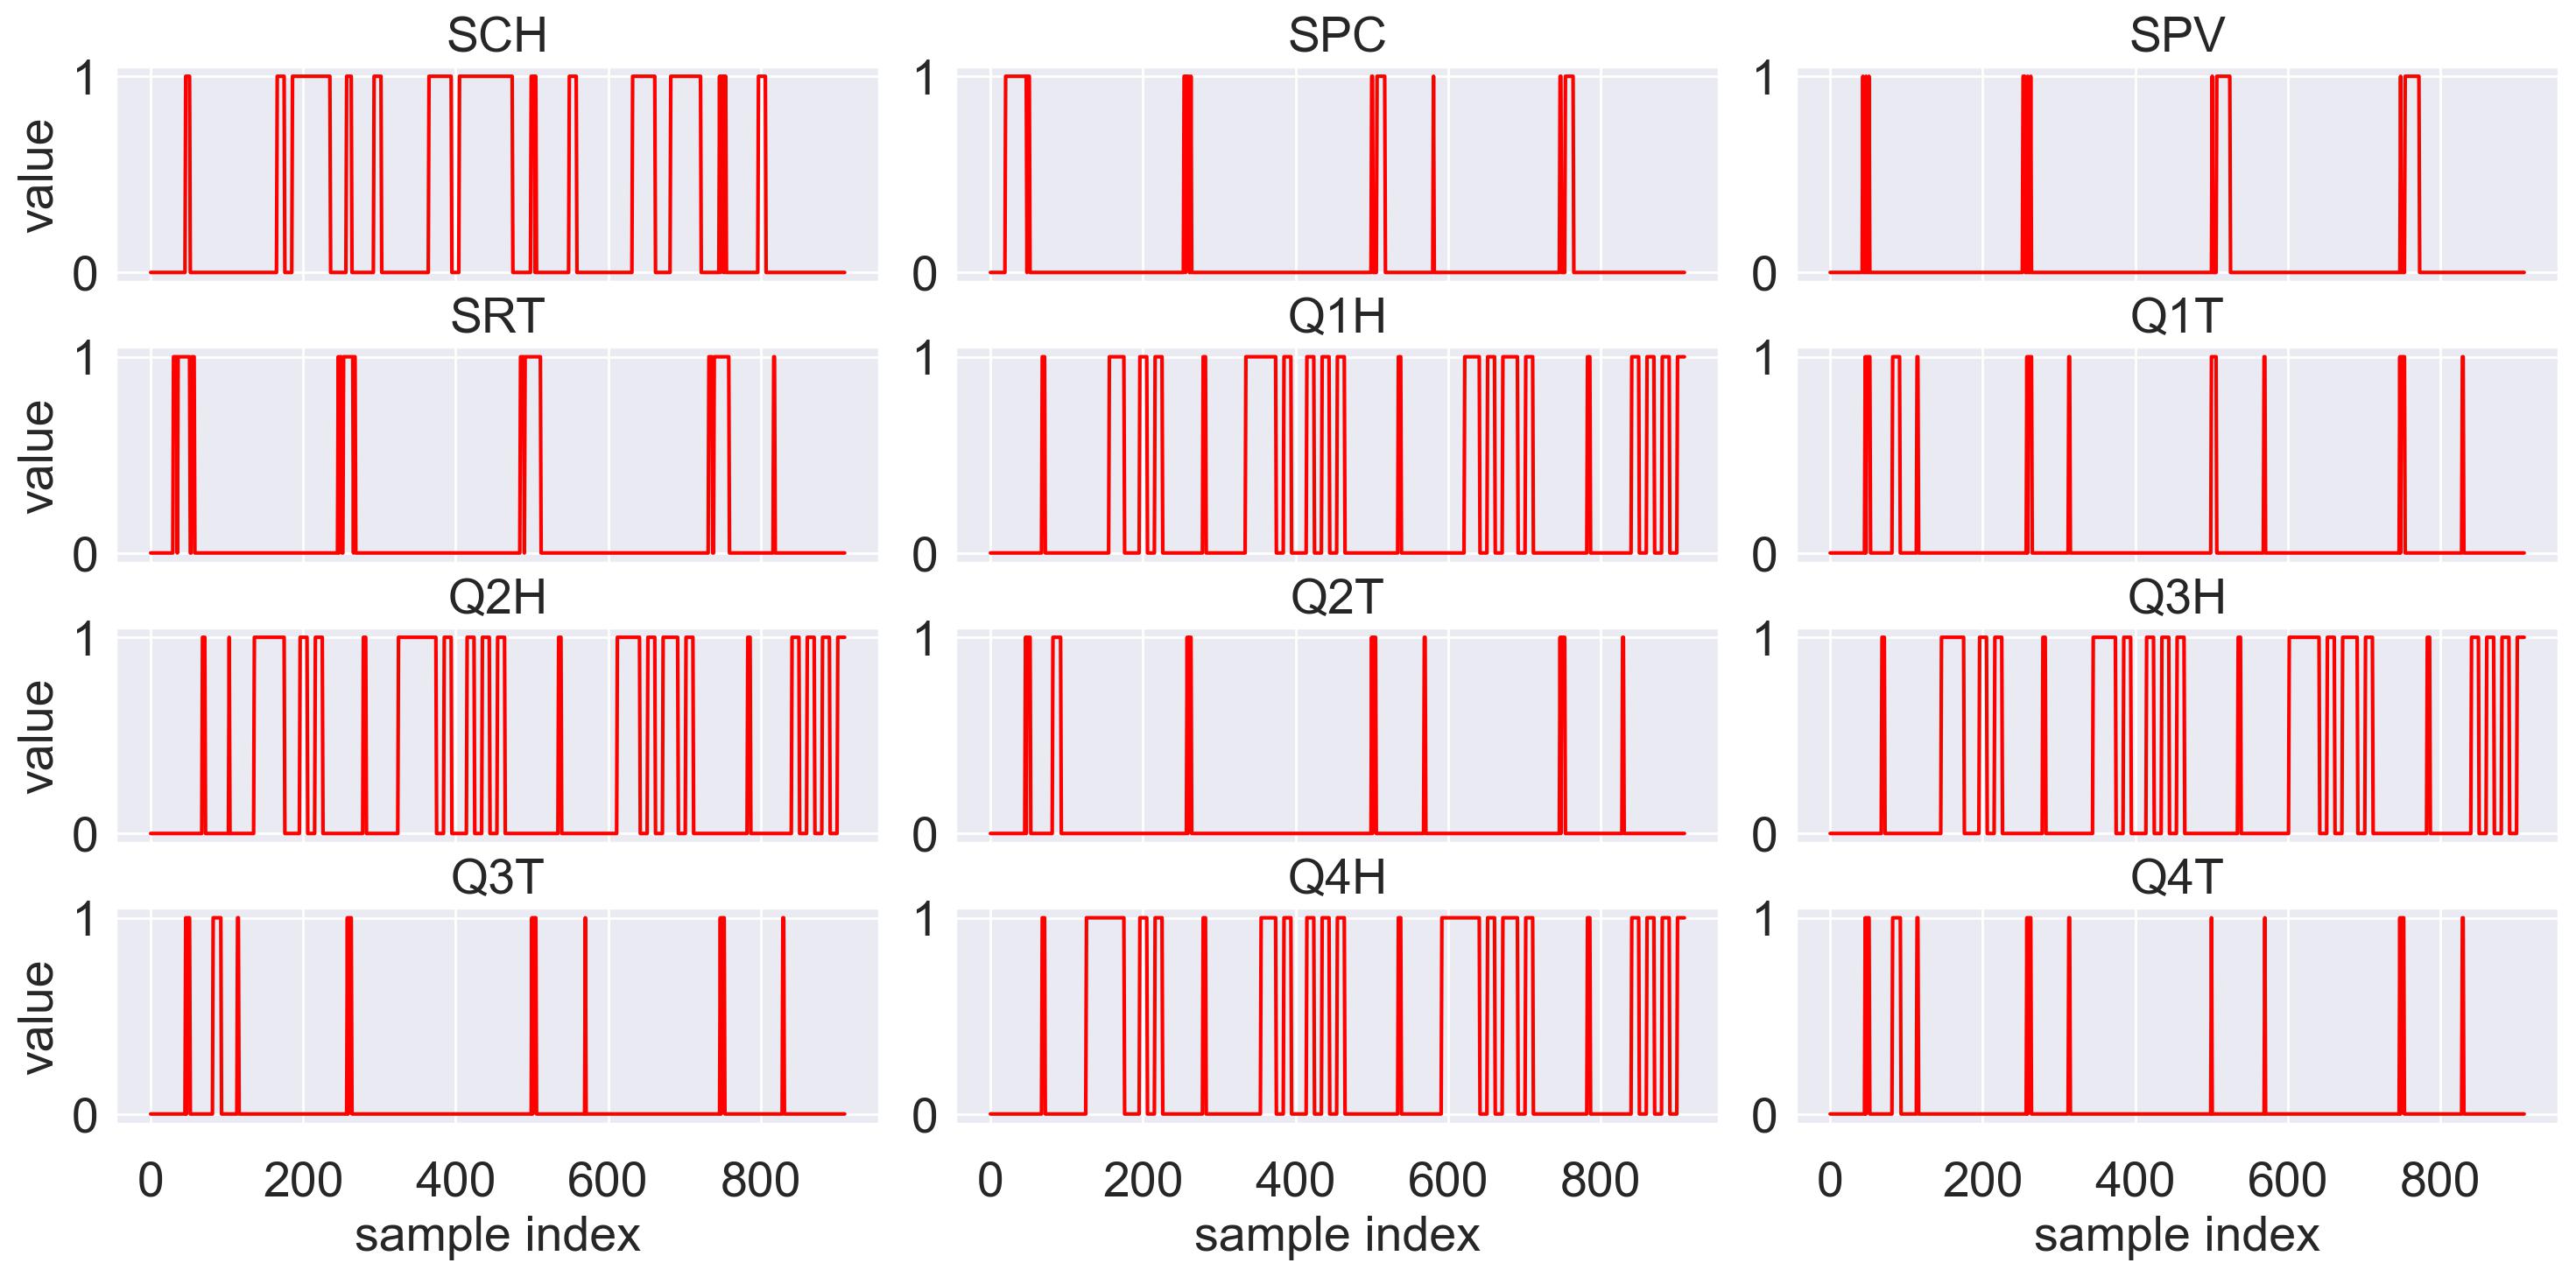 SCH SPC SPV
1 1 1
value
0 0 0
SRT Q1H Q1T
1 1 1
value
0 0 0
Q2H Q2T Q3H
1 1 1
value
0 0 0
Q3T Q4H Q4T
1 1 1
value
0 0 0
0 200 400 600 800 0 200 400 600 800 0 200 400 600 800
sample index sample index sample index